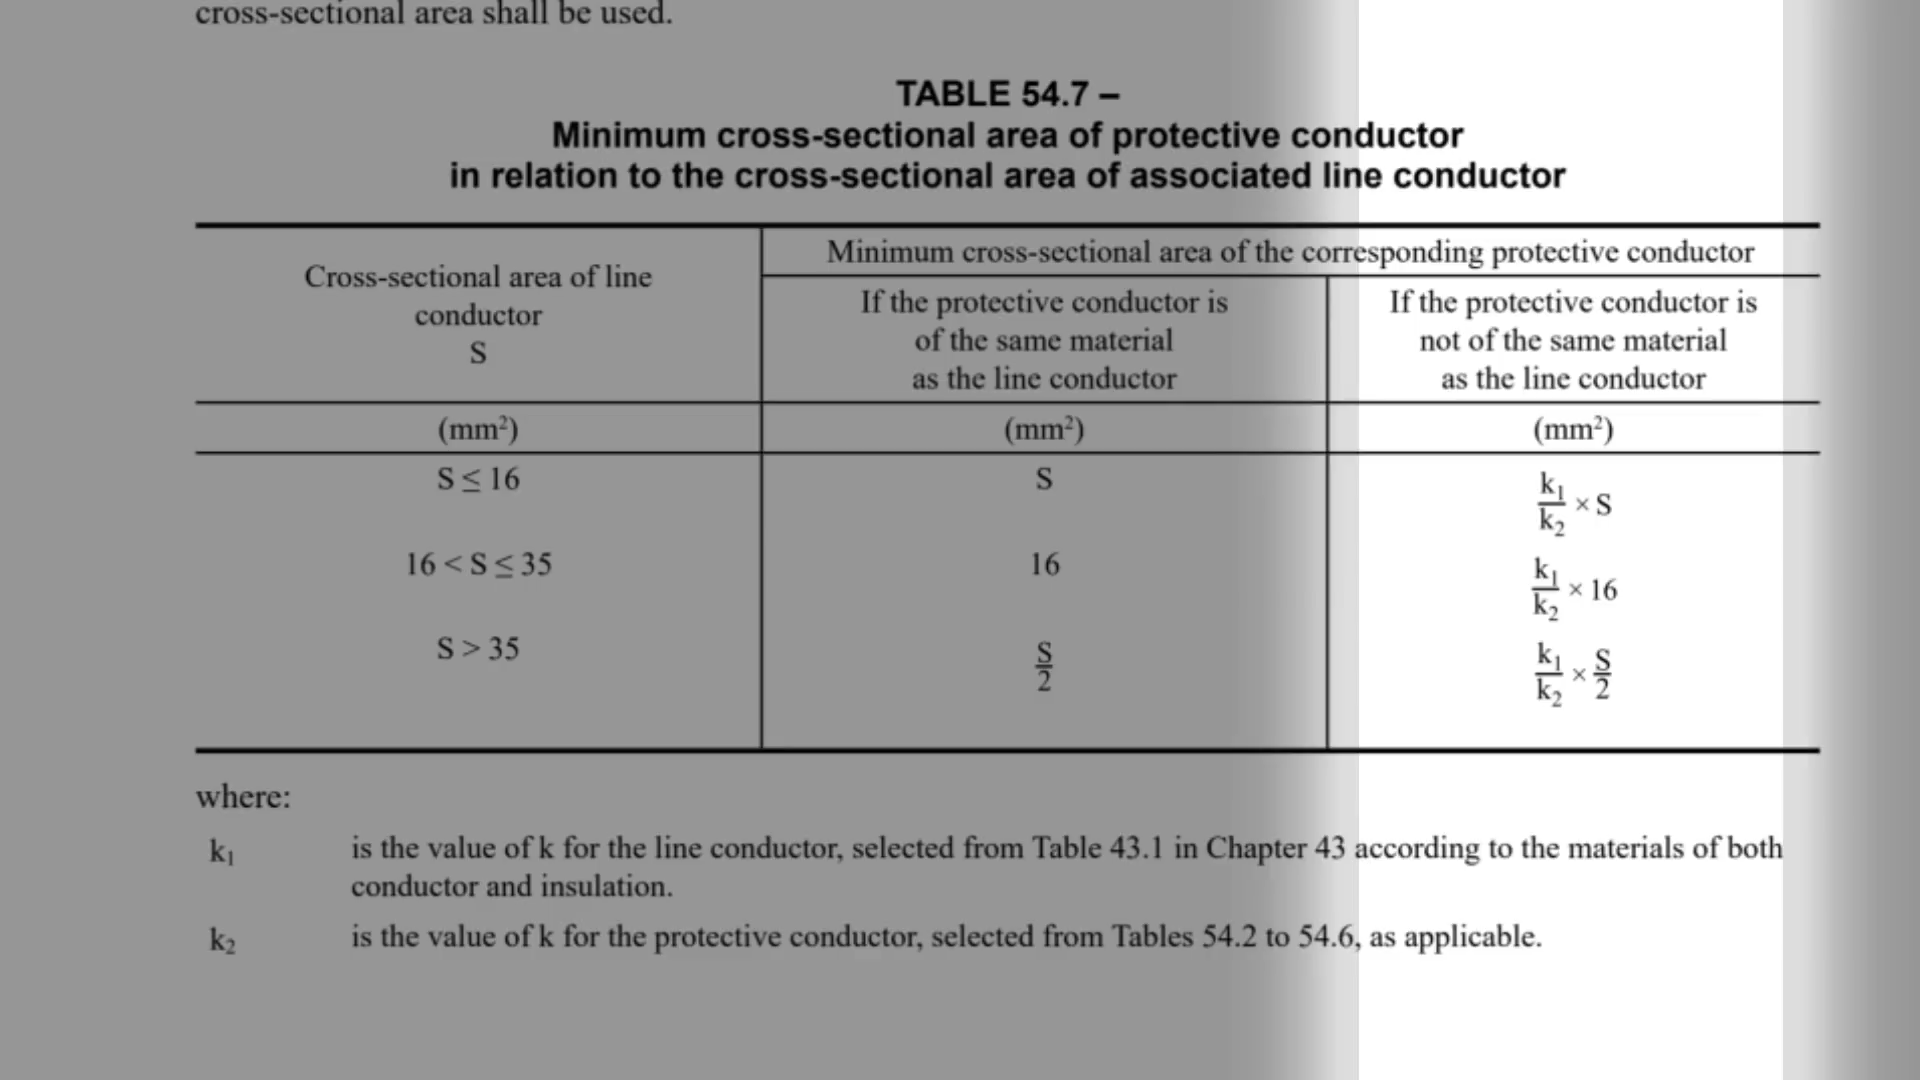 cross-sectional area shall be used.
TABLE 54.7 –
Minimum cross-sectional area of protective conductor
in relation to the cross-sectional area of associated line conductor
Cross-sectional area of line
conductor
S
Minimum cross-sectional area of the corresponding protective conductor
If the protective conductor is
of the same material
as the line conductor
If the protective conductor is
not of the same material
as the line conductor
(mm²) (mm²) (mm²)
S ≤ 16 S k₁/k₂ × S
16 < S ≤ 35 16 k₁/k₂ × 16
S > 35 S/2 k₁/k₂ × S/2
where:
k₁ is the value of k for the line conductor, selected from Table 43.1 in Chapter 43 according to the materials of both
conductor and insulation.
k₂ is the value of k for the protective conductor, selected from Tables 54.2 to 54.6, as applicable.